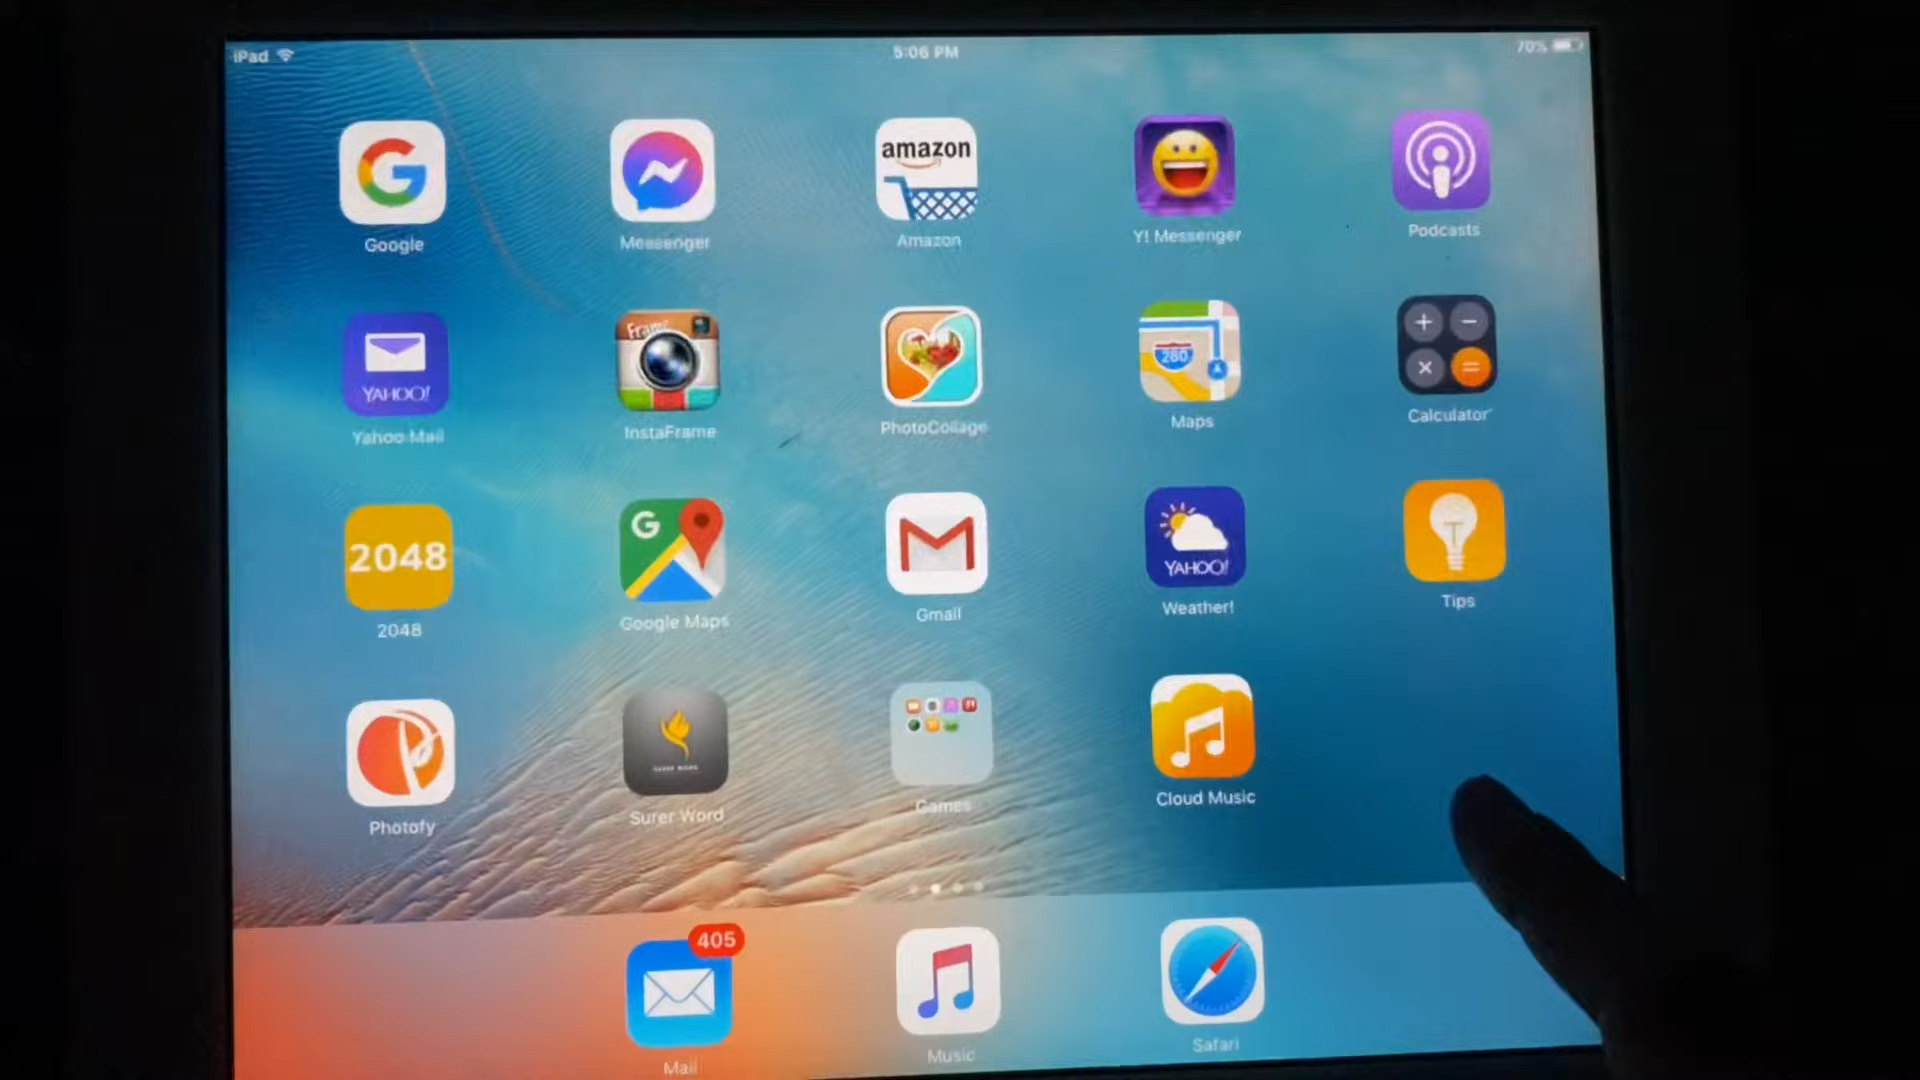 iPad 5:06 PM 70%
G
amazon
Google Messenger Amazon Y! Messenger Podcasts
Fram
280
YAHOO!
Yahoo Mail InstaFrame PhotoCollage Maps Calculator
2048
G
YAHOO!
2048 Google Maps Gmail Weather! Tips
Photofy Surer Word Games Cloud Music
405
Mail Music Safari